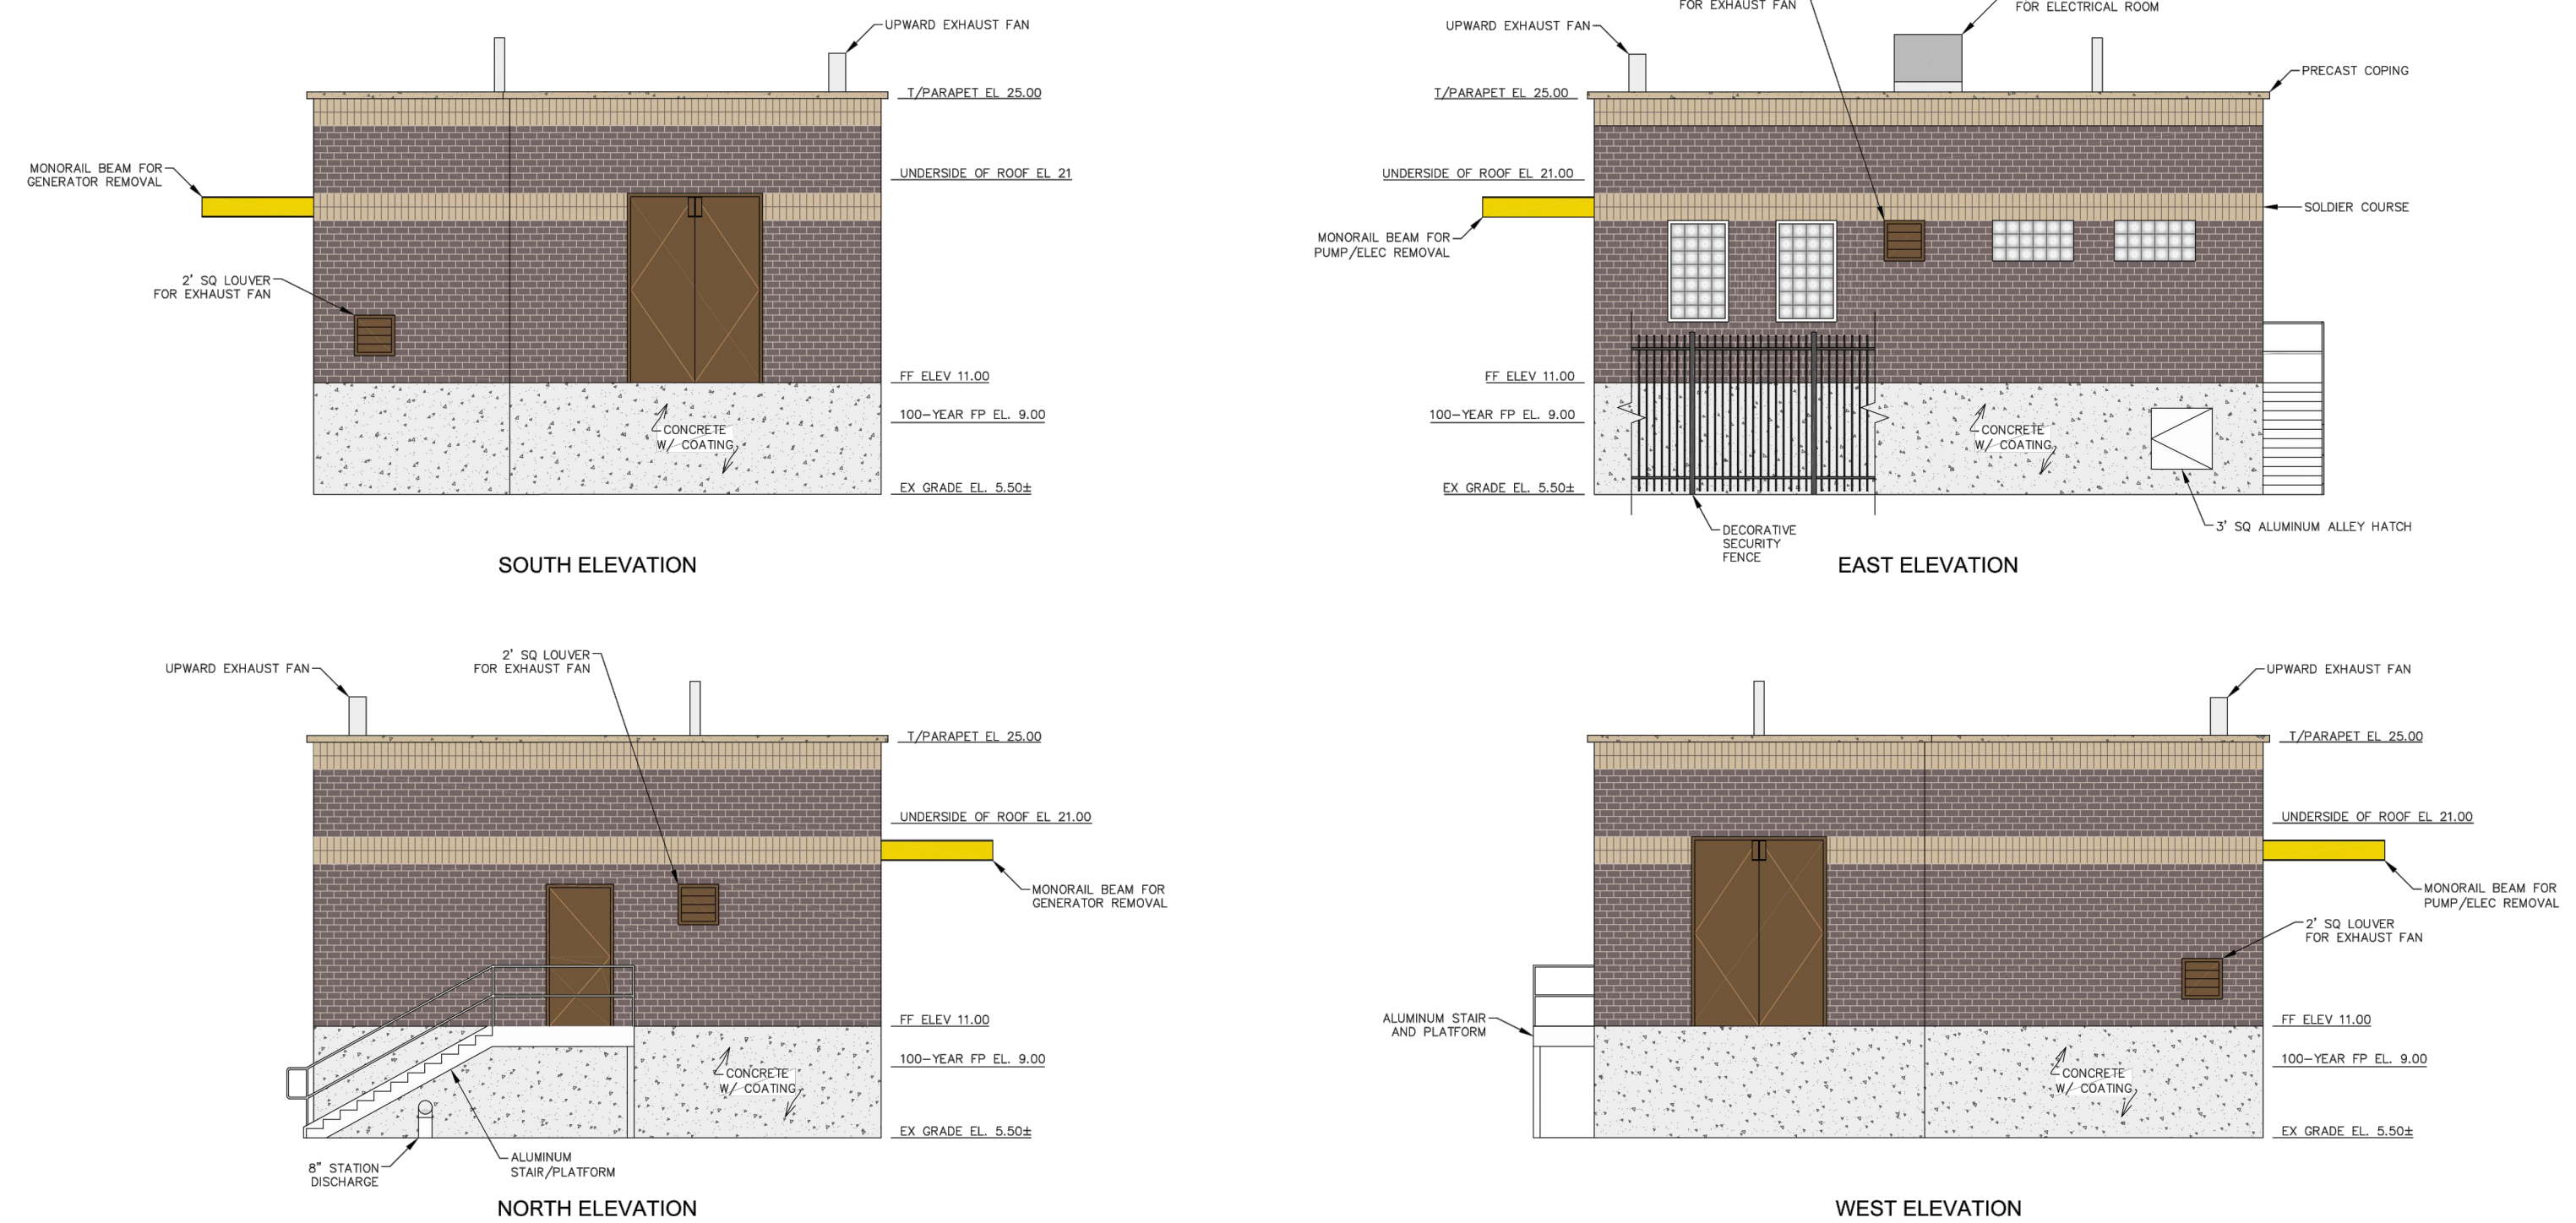 UPWARD EXHAUST FAN
T/PARAPET EL 25.00
MONORAIL BEAM FOR
GENERATOR REMOVAL
UNDERSIDE OF ROOF EL 21
2' SQ LOUVER
FOR EXHAUST FAN
FF ELEV 11.00
100-YEAR FP EL. 9.00
CONCRETE
W/ COATING
EX GRADE EL. 5.50±
SOUTH ELEVATION
FOR EXHAUST FAN
FOR ELECTRICAL ROOM
UPWARD EXHAUST FAN
PRECAST COPING
T/PARAPET EL 25.00
UNDERSIDE OF ROOF EL 21.00
SOLDIER COURSE
MONORAIL BEAM FOR
PUMP/ELEC REMOVAL
FF ELEV 11.00
100-YEAR FP EL. 9.00
CONCRETE
W/ COATING
EX GRADE EL. 5.50±
3' SQ ALUMINUM ALLEY HATCH
DECORATIVE
SECURITY
FENCE
EAST ELEVATION
2' SQ LOUVER
FOR EXHAUST FAN
UPWARD EXHAUST FAN
T/PARAPET EL 25.00
UNDERSIDE OF ROOF EL 21.00
MONORAIL BEAM FOR
GENERATOR REMOVAL
FF ELEV 11.00
100-YEAR FP EL. 9.00
CONCRETE
W/ COATING
EX GRADE EL. 5.50±
8" STATION
DISCHARGE
ALUMINUM
STAIR/PLATFORM
NORTH ELEVATION
UPWARD EXHAUST FAN
T/PARAPET EL 25.00
UNDERSIDE OF ROOF EL 21.00
MONORAIL BEAM FOR
PUMP/ELEC REMOVAL
2' SQ LOUVER
FOR EXHAUST FAN
ALUMINUM STAIR
AND PLATFORM
FF ELEV 11.00
100-YEAR FP EL. 9.00
CONCRETE
W/ COATING
EX GRADE EL. 5.50±
WEST ELEVATION